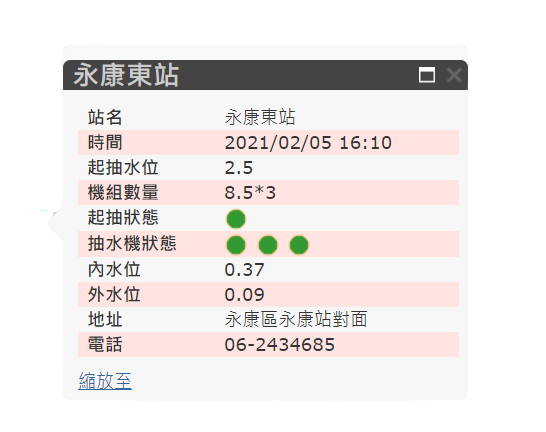 永康東站
站名 永康東站
時間 2021/02/05 16:10
起抽水位 2.5
機組數量 8.5*3
起抽狀態
抽水機狀態
內水位 0.37
外水位 0.09
地址 永康區永康站對面
電話 06-2434685
縮放至